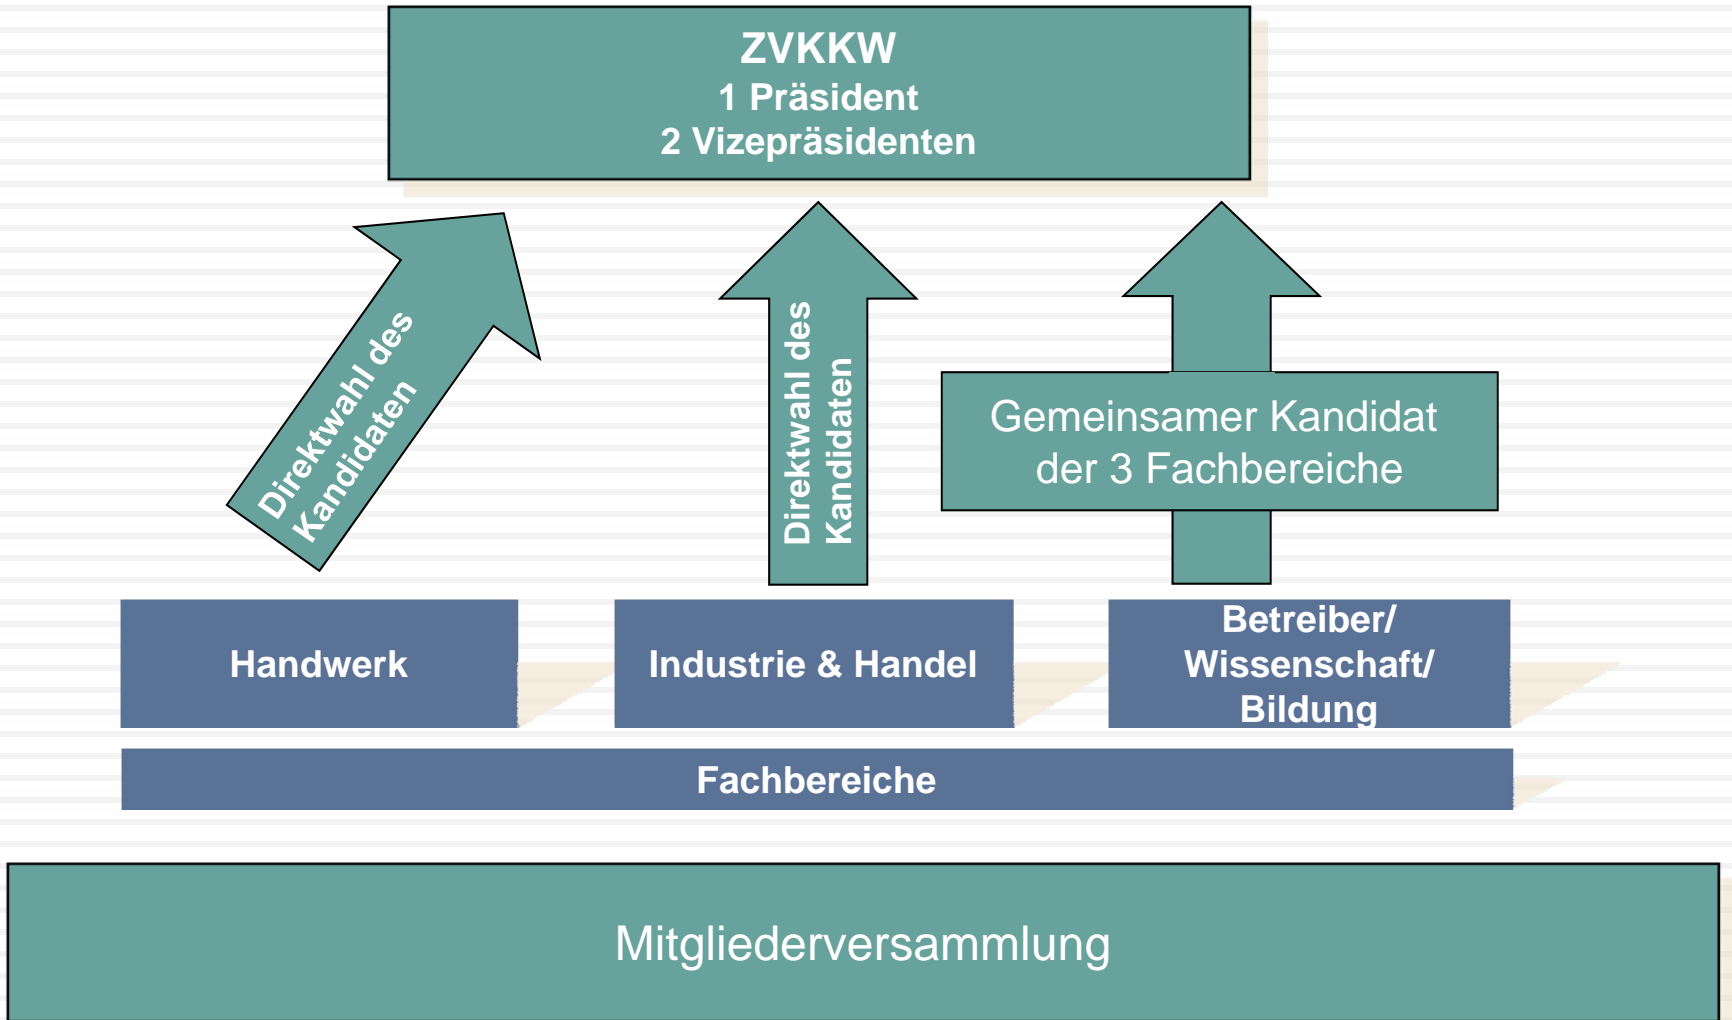 ZVKKW
1 Präsident
2 Vizepräsidenten
Direktwahl des
Kandidaten
Direktwahl des
Kandidaten
Gemeinsamer Kandidat
der 3 Fachbereiche
Handwerk
Industrie & Handel
Betreiber/
Wissenschaft/
Bildung
Fachbereiche
Mitgliederversammlung